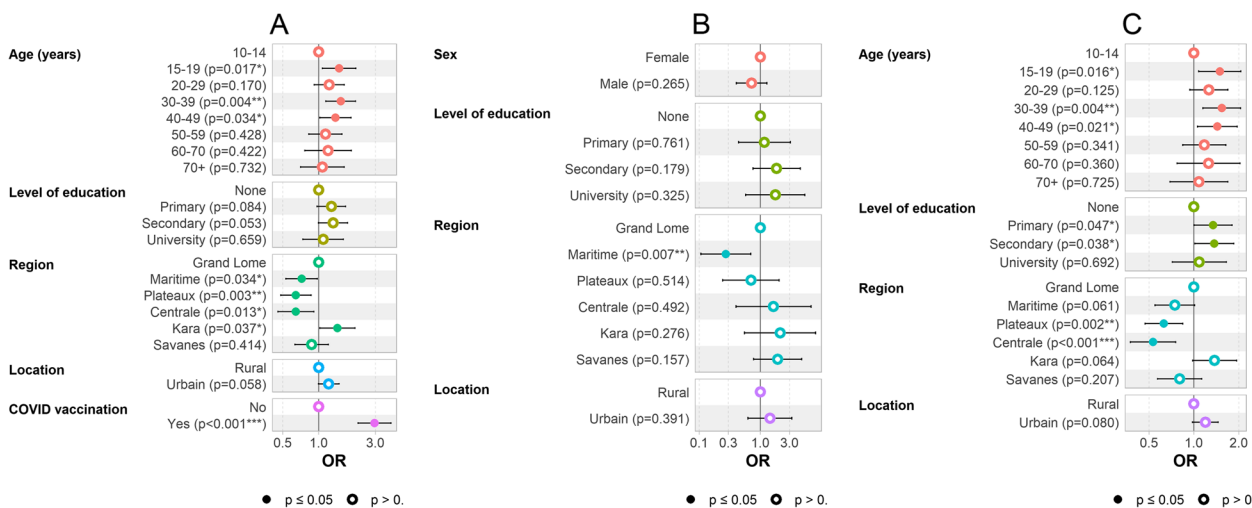 A
Age (years)
10-14
15-19 (p=0.017*)
20-29 (p=0.170)
30-39 (p=0.004**)
40-49 (p=0.034*)
50-59 (p=0.428)
60-70 (p=0.422)
70+ (p=0.732)
Level of education
None
Primary (p=0.084)
Secondary (p=0.053)
University (p=0.659)
Region
Grand Lome
Maritime (p=0.034*)
Plateaux (p=0.003**)
Centrale (p=0.013*)
Kara (p=0.037*)
Savanes (p=0.414)
Location
Rural
Urbain (p=0.058)
COVID vaccination
No
Yes (p<0.001***)
0.5 1.0 3.0
OR
p ≤ 0.05 p > 0.
B
Sex
Female
Male (p=0.265)
Level of education
None
Primary (p=0.761)
Secondary (p=0.179)
University (p=0.325)
Region
Grand Lome
Maritime (p=0.007**)
Plateaux (p=0.514)
Centrale (p=0.492)
Kara (p=0.276)
Savanes (p=0.157)
Location
Rural
Urbain (p=0.391)
0.1 0.3 1.0 3.0
OR
p ≤ 0.05 p > 0.
C
Age (years)
10-14
15-19 (p=0.016*)
20-29 (p=0.125)
30-39 (p=0.004**)
40-49 (p=0.021*)
50-59 (p=0.341)
60-70 (p=0.360)
70+ (p=0.725)
Level of education
None
Primary (p=0.047*)
Secondary (p=0.038*)
University (p=0.692)
Region
Grand Lome
Maritime (p=0.061)
Plateaux (p=0.002**)
Centrale (p<0.001***)
Kara (p=0.064)
Savanes (p=0.207)
Location
Rural
Urbain (p=0.080)
0.5 1.0 2.0
OR
p ≤ 0.05 p > 0